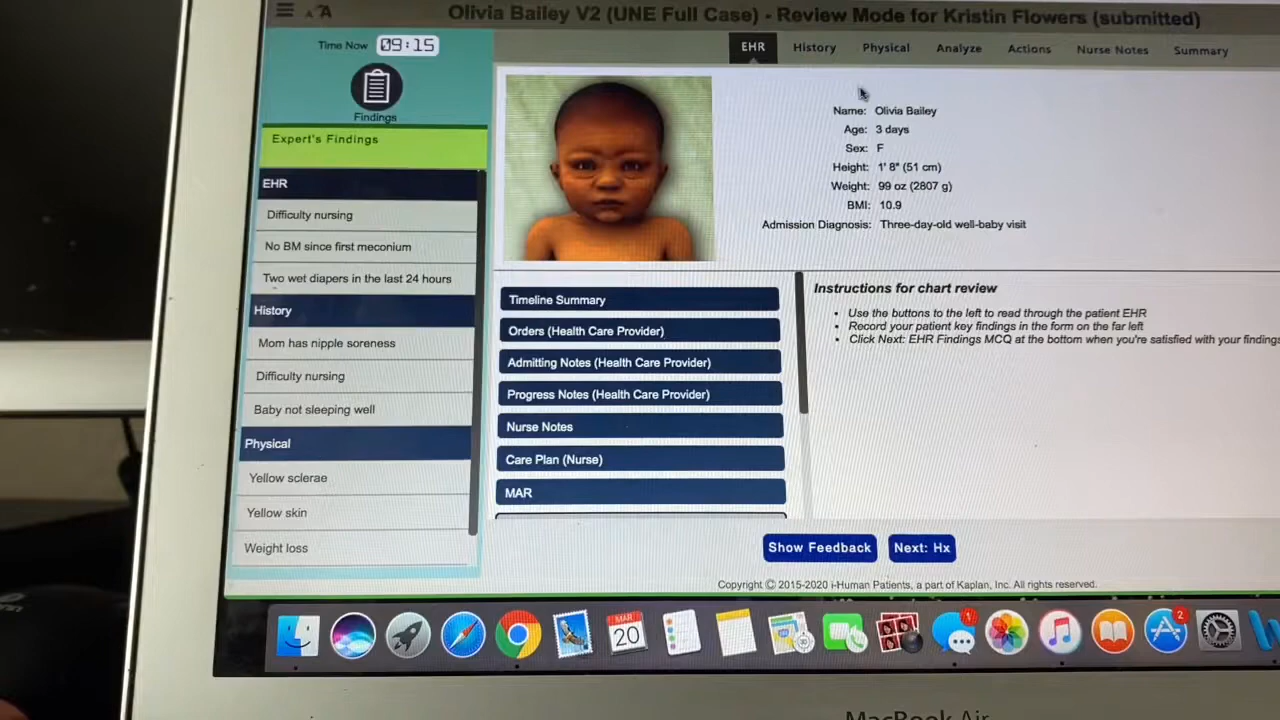 Olivia Bailey V2 (UNE Full Case) - Review Mode for Kristin Flowers (submitted)
A AA
Time Now 09:15
Findings
Expert's Findings
EHR
Difficulty nursing
No BM since first meconium
Two wet diapers in the last 24 hours
History
Mom has nipple soreness
Difficulty nursing
Baby not sleeping well
Physical
Yellow sclerae
Yellow skin
Weight loss
EHR History Physical Analyze Actions Nurse Notes Summary
Name: Olivia Bailey
Age: 3 days
Sex: F
Height: 1' 8" (51 cm)
Weight: 99 oz (2807 g)
BMI: 10.9
Admission Diagnosis: Three-day-old well-baby visit
Timeline Summary
Orders (Health Care Provider)
Admitting Notes (Health Care Provider)
Progress Notes (Health Care Provider)
Nurse Notes
Care Plan (Nurse)
MAR
Instructions for chart review
• Use the buttons to the left to read through the patient EHR
• Record your patient key findings in the form on the far left
• Click Next: EHR Findings MCQ at the bottom when you're satisfied with your findings
Show Feedback Next: Hx
Copyright © 2015-2020 i-Human Patients, a part of Kaplan, Inc. All rights reserved.
MAR
20
1
2
MacBook Air